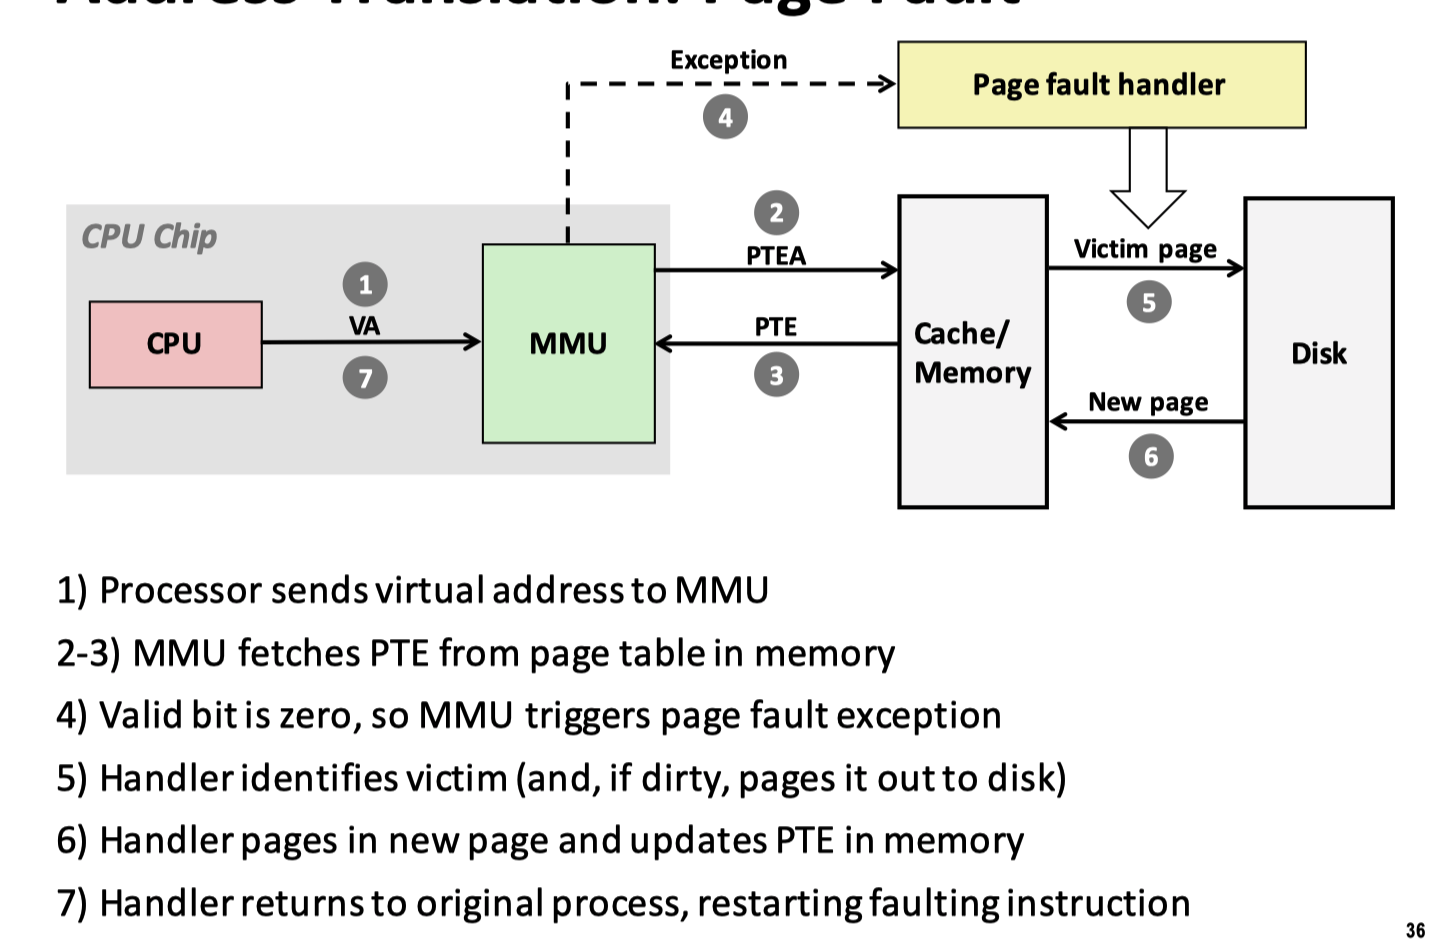 Address Translation: Page Fault
Exception
4
Page fault handler
CPU Chip
2
PTEA
Victim page
1
5
VA
CPU
MMU
PTE
Cache/
Memory
Disk
7
3
New page
6
1) Processor sends virtual address to MMU
2-3) MMU fetches PTE from page table in memory
4) Valid bit is zero, so MMU triggers page fault exception
5) Handler identifies victim (and, if dirty, pages it out to disk)
6) Handler pages in new page and updates PTE in memory
7) Handler returns to original process, restarting faulting instruction
36